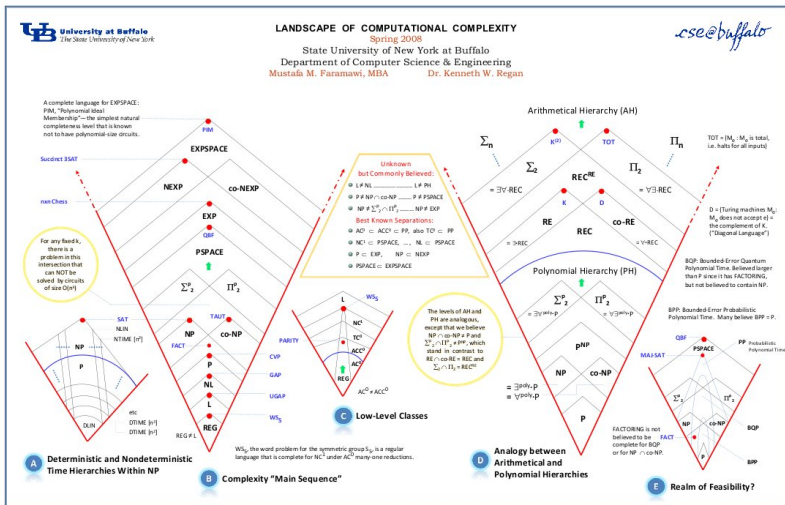 University at Buffalo
The State University of New York
LANDSCAPE OF COMPUTATIONAL COMPLEXITY
Spring 2008
State University of New York at Buffalo
Department of Computer Science & Engineering
Mustafa M. Faramawi, MBA Dr. Kenneth W. Regan
cse@buffalo
A complete language for EXPSPACE:
PIM, "Polynomial Ideal
Membership"—the simplest natural
completeness level that is known
not to have polynomial-size circuits.
PIM
EXPSPACE
Succinct 3SAT
NEXP
co-NEXP
nxnChess
EXP
QBF
PSPACE
For any fixed k,
there is a
problem in this
intersection that
can NOT be
solved by circuits
of size O(nᵏ)
Σᵖ₂
Πᵖ₂
SAT
TAUT
NLIN
NTIME [n²]
NP
co-NP
FACT
P
NL
L
REG
REG ≠ L
PARITY
CVP
GAP
UGAP
WS₅
NP
P
DLIN
etc
DTIME [n³]
DTIME [n²]
A
Deterministic and Nondeterministic
Time Hierarchies Within NP
B
Complexity "Main Sequence"
WS₅, the word problem for the symmetric group S₅, is a regular
language that is complete for NC¹ under AC⁰ many-one reductions.
Unknown
but Commonly Believed:
L ≠ NL ............ L ≠ PH
P ≠ NP ∩ co-NP ...... P ≠ PSPACE
NP ≠ Σᵖ₂ ∩ Πᵖ₂ ...... NP ≠ EXP
Best Known Separations:
AC⁰ ⊂ ACC⁰ ⊂ PP, also TC⁰ ⊂ PP
NC¹ ⊂ PSPACE, ..., NL ⊂ PSPACE
P ⊂ EXP, NP ⊂ NEXP
PSPACE ⊂ EXPSPACE
L
WS₅
NC¹
TC⁰
ACC⁰
AC⁰
REG
AC⁰ ≠ ACC⁰
C
Low-Level Classes
The levels of AH and
PH are analogous,
except that we believe
NP ∩ co-NP ≠ P and
stand in contrast to
RE ∩ co-RE = REC and
Σ₂ ∩ Π₂ = RECᴿᴱ
Arithmetical Hierarchy (AH)
Σₙ
K⁽²⁾
TOT
Πₙ
TOT = {Mₑ : Mₑ is total,
i.e. halts for all inputs}
Σ₂
RECᴿᴱ
Π₂
= ∃∀-REC
= ∀∃-REC
K
D
RE
co-RE
REC
= ∃-REC
= ∀-REC
D = {Turing machines Mₑ :
Mₑ does not accept e} =
the complement of K.
("Diagonal Language")
Polynomial Hierarchy (PH)
Σᵖ₂
Πᵖ₂
= ∃∀ᵖᵒˡʸ-P
= ∀∃ᵖᵒˡʸ-P
Pᴺᴾ
NP
co-NP
= ∃ᵖᵒˡʸ-P
= ∀ᵖᵒˡʸ-P
P
D
Analogy between
Arithmetical and
Polynomial Hierarchies
BQP: Bounded-Error Quantum
Polynomial Time. Believed larger
than P since it has FACTORING,
but not believed to contain NP.
BPP: Bounded-Error Probabilistic
Polynomial Time. Many believe BPP = P.
QBF
PSPACE
PP
Probabilistic
Polynomial Time
MAJ-SAT
Σᵖ₂
Πᵖ₂
NP
co-NP
FACT
P
BQP
BPP
FACTORING is not
believed to be
complete for BQP
or for NP ∩ co-NP.
E
Realm of Feasibility?